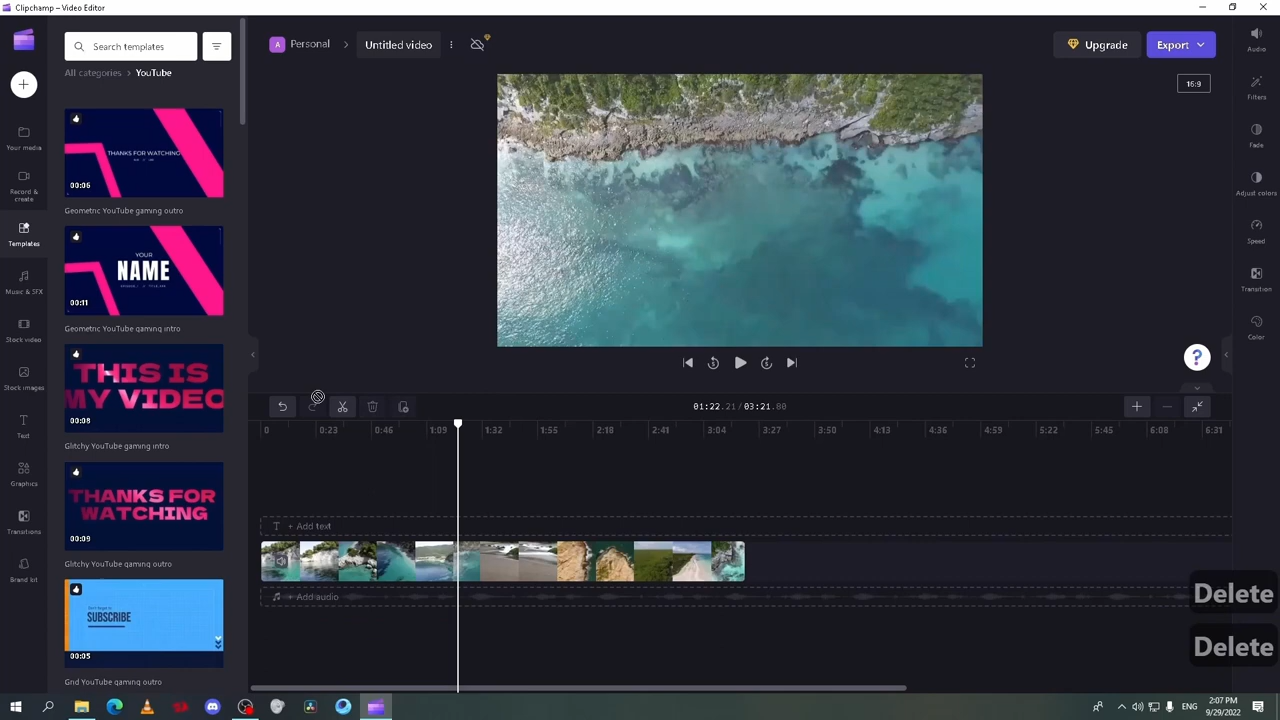 Clipchamp - Video Editor
Search templates
Personal
Untitled video
Upgrade
Export
All categories > YouTube
16:9
Audio
Filters
Fade
Adjust colors
Speed
Transition
Color
Your media
Record & create
Templates
Music & SFX
Stock video
Stock images
Text
Graphics
Transitions
Brand kit
THANKS FOR WATCHING
00:06
Geometric YouTube gaming outro
YOUR
NAME
00:11
Geometric YouTube gaming intro
THIS IS
MY VIDEO
00:08
Glitchy YouTube gaming intro
THANKS FOR
WATCHING
00:09
Glitchy YouTube gaming outro
SUBSCRIBE
00:05
Grid YouTube gaming outro
5
5
?
01:22.21 / 03:21.00
0 0:23 0:46 1:09 1:32 1:55 2:18 2:41 3:04 3:27 3:50 4:13 4:36 4:59 5:22 5:45 6:08 6:31
T + Add text
+ Add audio
Delete
Delete
ENG
2:07 PM
9/29/2022